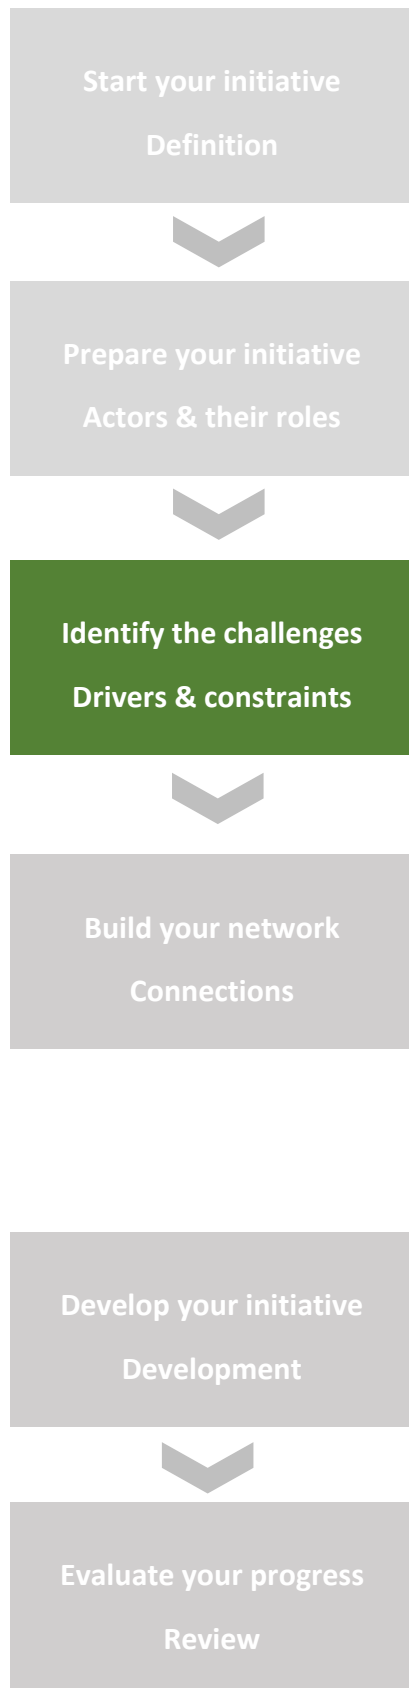 Start your initiative
Definition
Prepare your initiative
Actors & their roles
Identify the challenges
Drivers & constraints
Build your network
Connections
Develop your initiative
Development
Evaluate your progress
Review